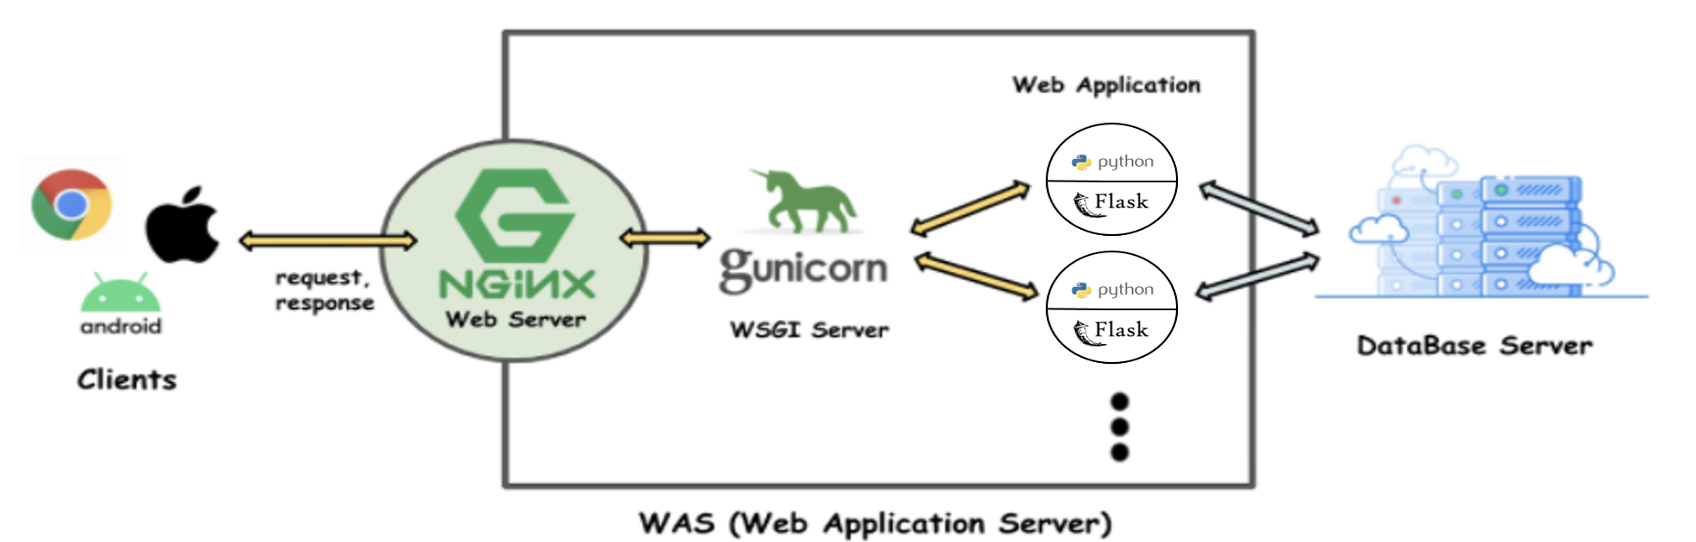 android
Clients
request,
response
NGiNX
Web Server
gunicorn
WSGI Server
Web Application
python
Flask
python
Flask
DataBase Server
WAS (Web Application Server)